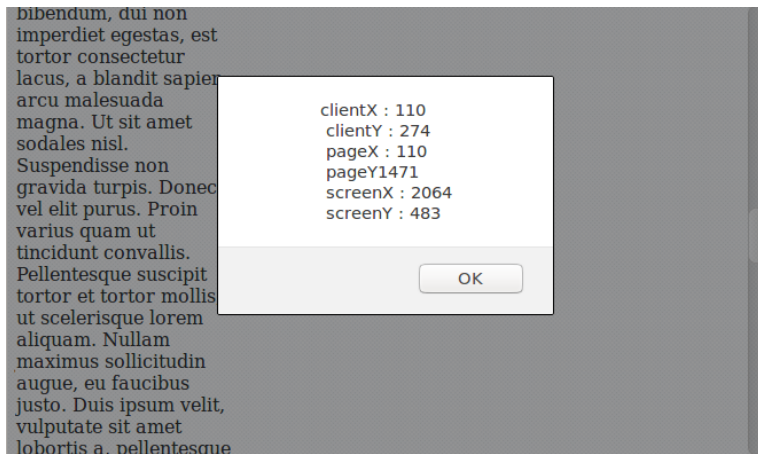 bibendum, dui non
imperdiet egestas, est
tortor consectetur
lacus, a blandit sapien
arcu malesuada
magna. Ut sit amet
sodales nisl.
Suspendisse non
gravida turpis. Donec
vel elit purus. Proin
varius quam ut
tincidunt convallis.
Pellentesque suscipit
tortor et tortor mollis
ut scelerisque lorem
aliquam. Nullam
maximus sollicitudin
augue, eu faucibus
justo. Duis ipsum velit,
vulputate sit amet
lobortis a, pellentesque
clientX : 110
clientY : 274
pageX : 110
pageY1471
screenX : 2064
screenY : 483
OK